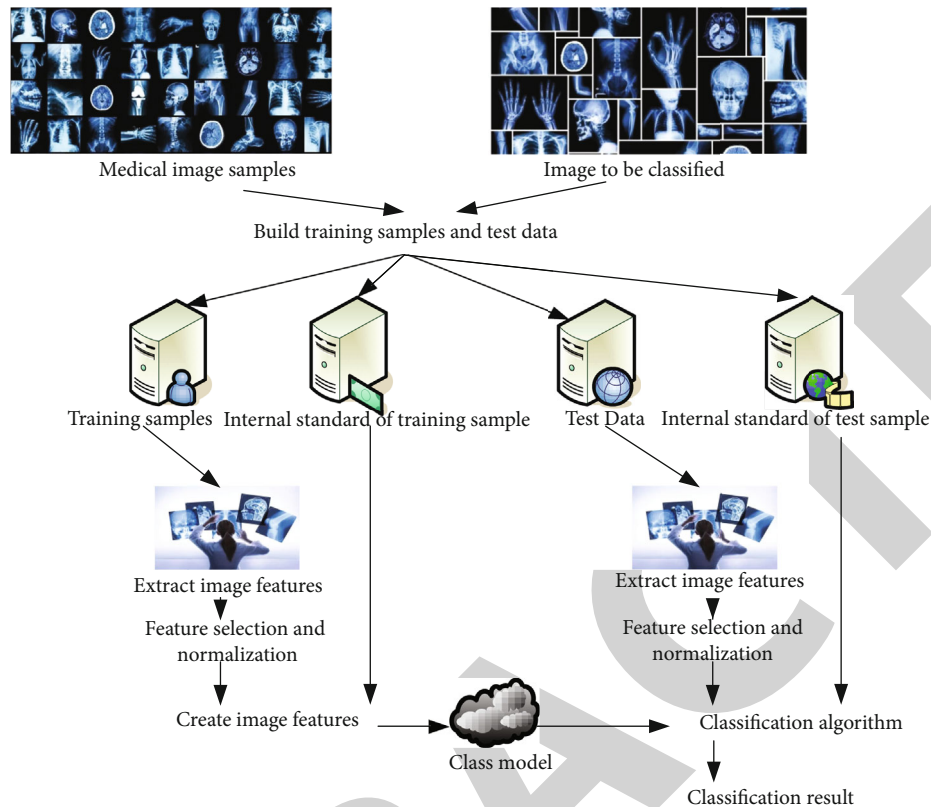 Medical image samples
Image to be classified
Build training samples and test data
Training samples
Internal standard of training sample
Test Data
Internal standard of test sample
Extract image features
Extract image features
Feature selection and
normalization
Feature selection and
normalization
Create image features
Class model
Classification algorithm
Classification result